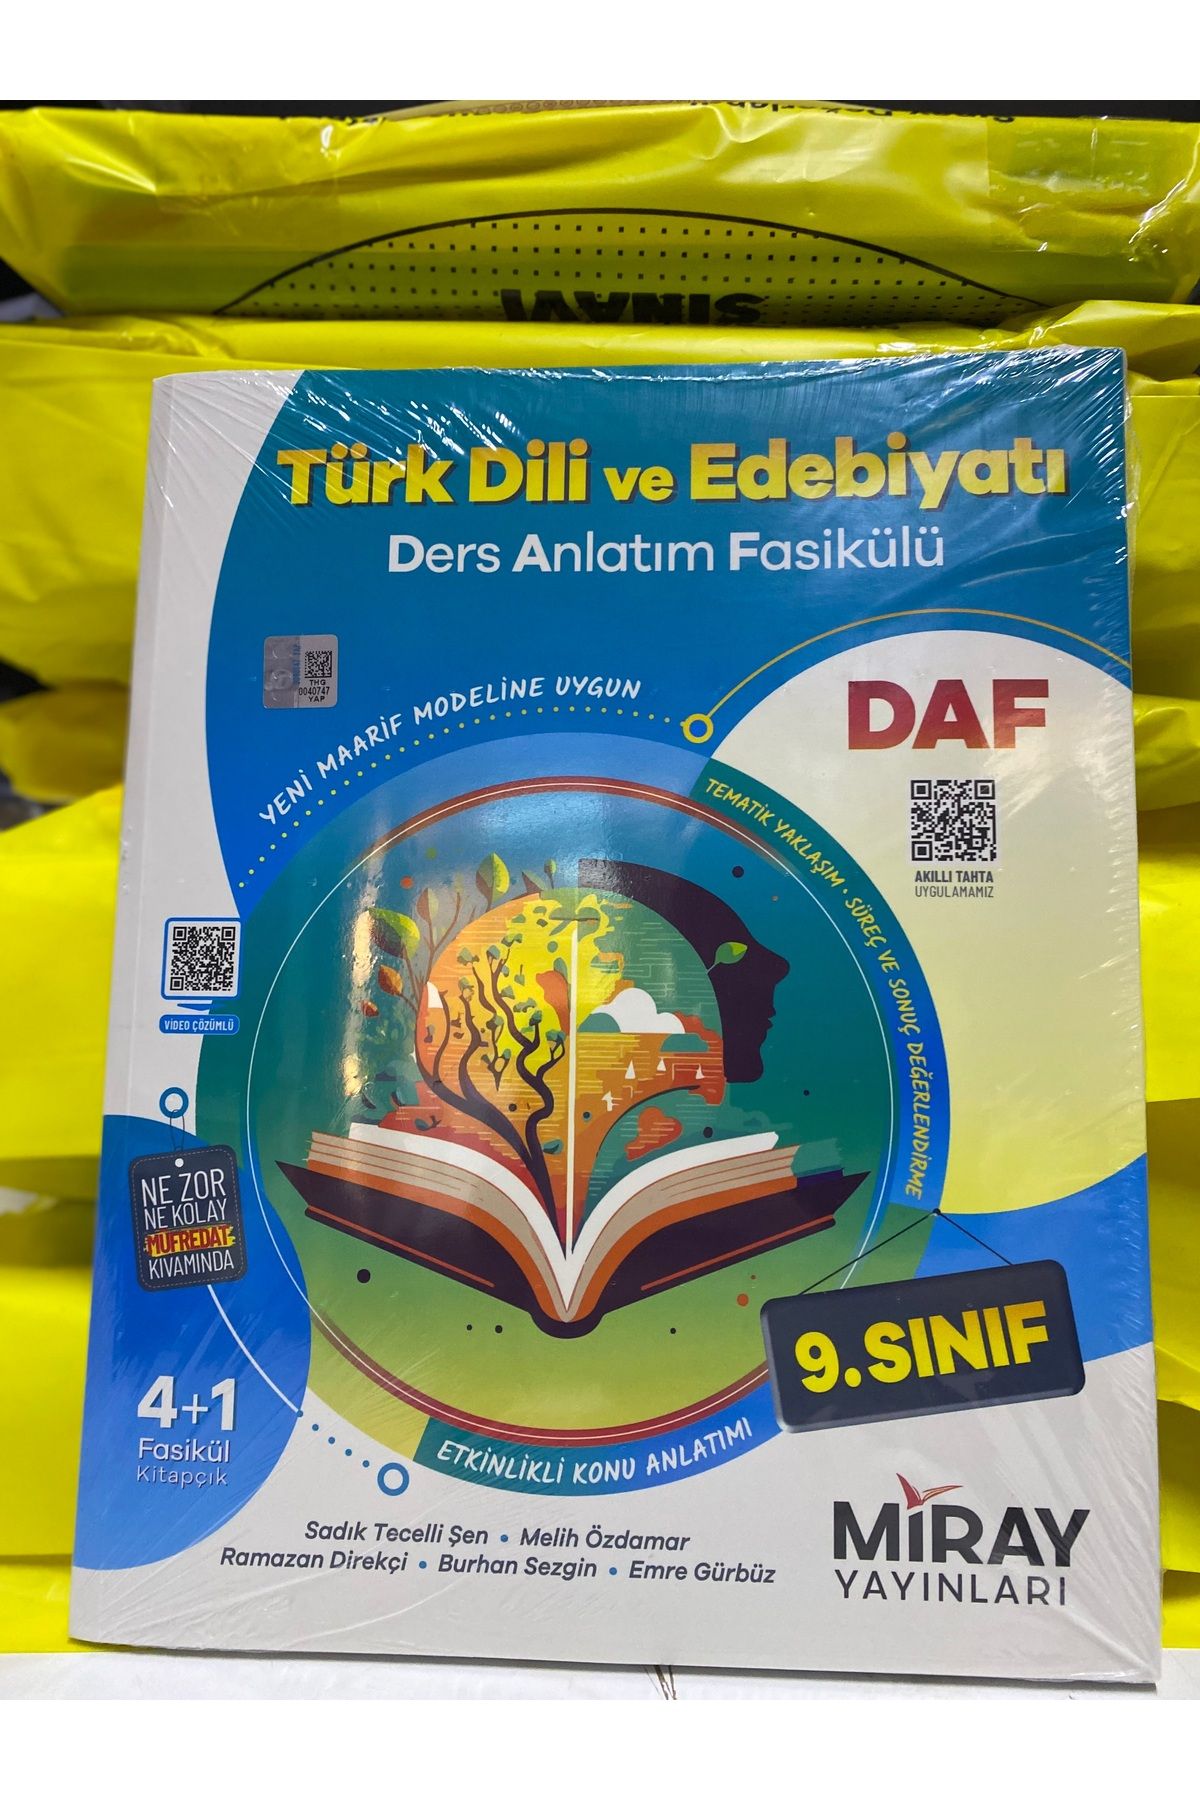 SINAV
Türk Dili ve Edebiyatı
Ders Anlatım Fasikülü
THG
0040747
YAP
YENİ MAARİF MODELİNE UYGUN
DAF
TEMATİK YAKLAŞIM • SÜREÇ VE SONUÇ DEĞERLENDİRME
AKILLI TAHTA
UYGULAMAMIZ
VİDEO ÇÖZÜMLÜ
NE ZOR
NE KOLAY
MÜFREDAT
KIVAMINDA
9. SINIF
4+1
Fasikül
Kitapçık
ETKİNLİKLİ KONU ANLATIMI
Sadık Tecelli Şen • Melih Özdamar
Ramazan Direkçi • Burhan Sezgin • Emre Gürbüz
MİRAY
YAYINLARI